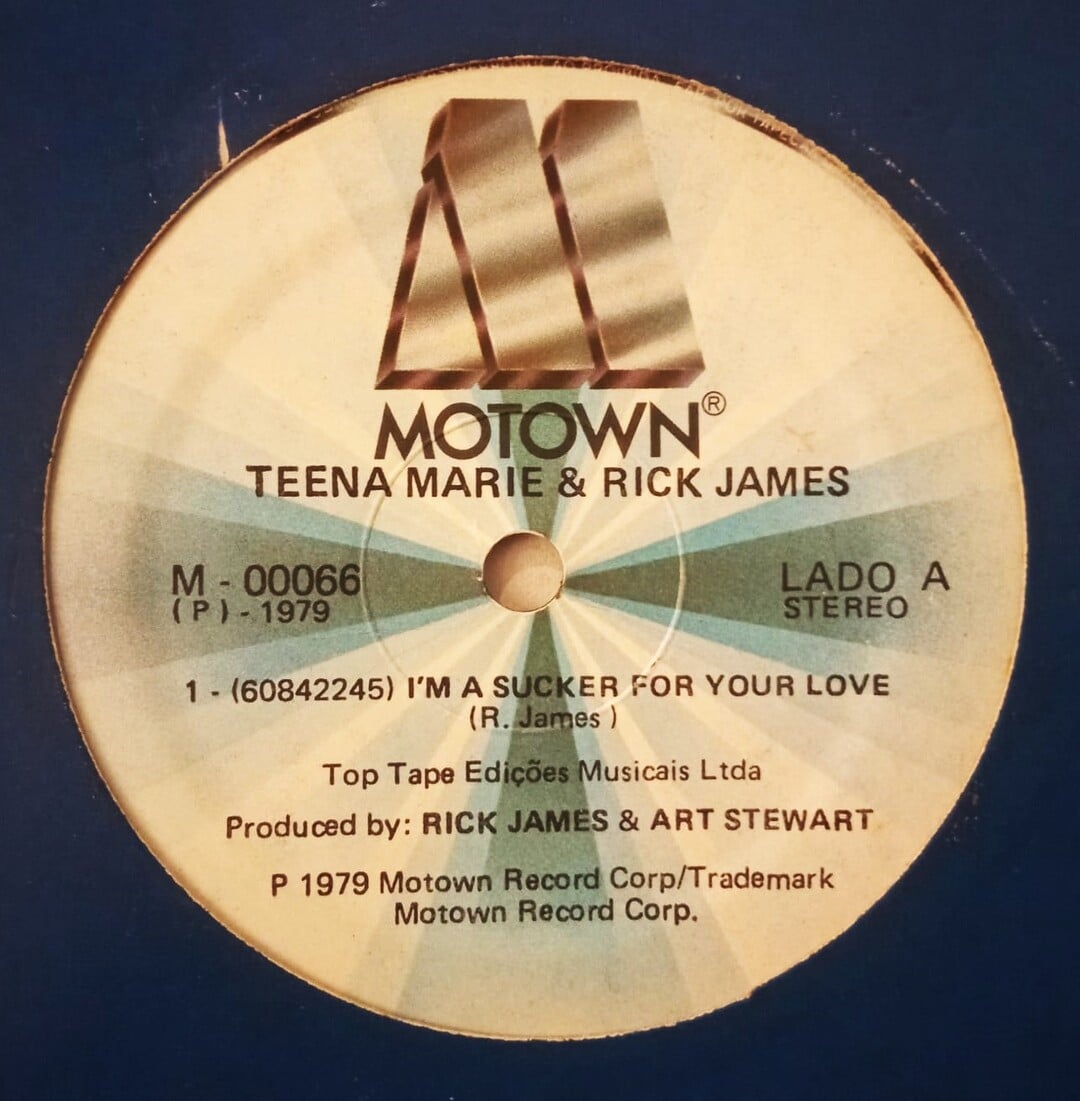 MOTOWN®
TEENA MARIE & RICK JAMES
M - 00066
(P) - 1979
LADO A
STEREO
1 - (60842245) I'M A SUCKER FOR YOUR LOVE
(R. James )
Top Tape Edições Musicais Ltda
Produced by: RICK JAMES & ART STEWART
P 1979 Motown Record Corp/Trademark
Motown Record Corp.